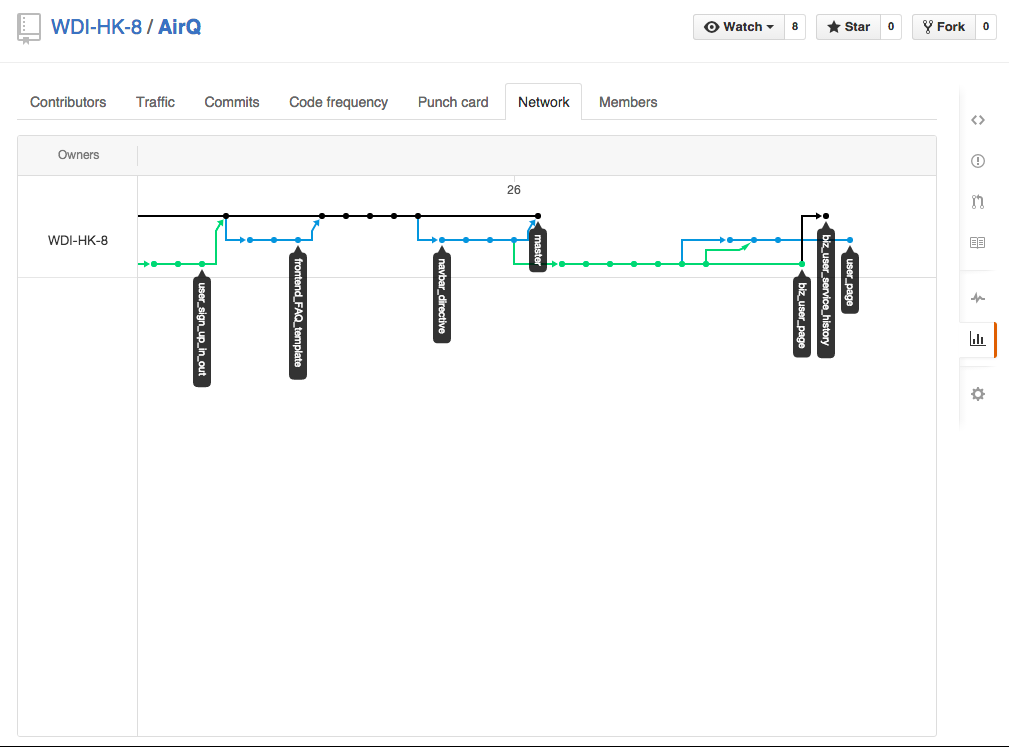 WDI-HK-8 / AirQ
Watch 8 Star 0 Fork 0
Contributors Traffic Commits Code frequency Punch card Network Members
Owners
26
WDI-HK-8
user_sign_up_in_out
frontend_FAQ_template
navbar_directive
master
biz_user_page
biz_user_service_history
user_page